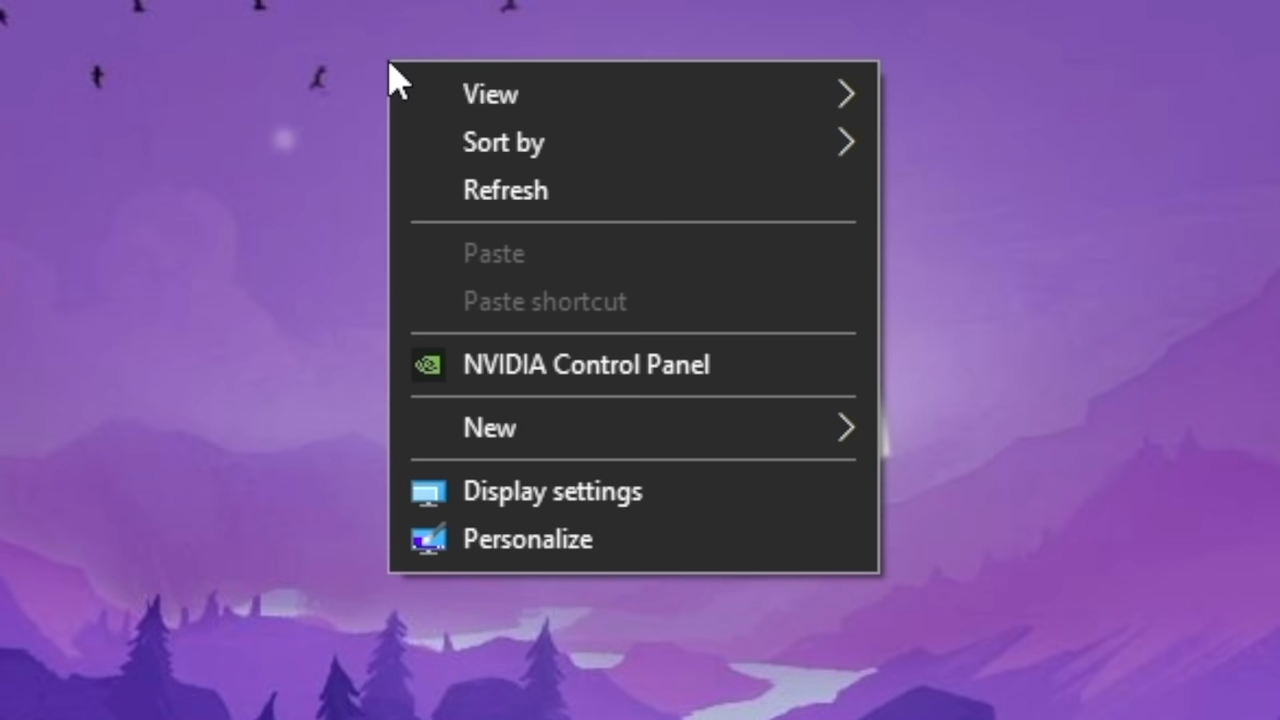 View
Sort by
Refresh
Paste
Paste shortcut
NVIDIA Control Panel
New
Display settings
Personalize